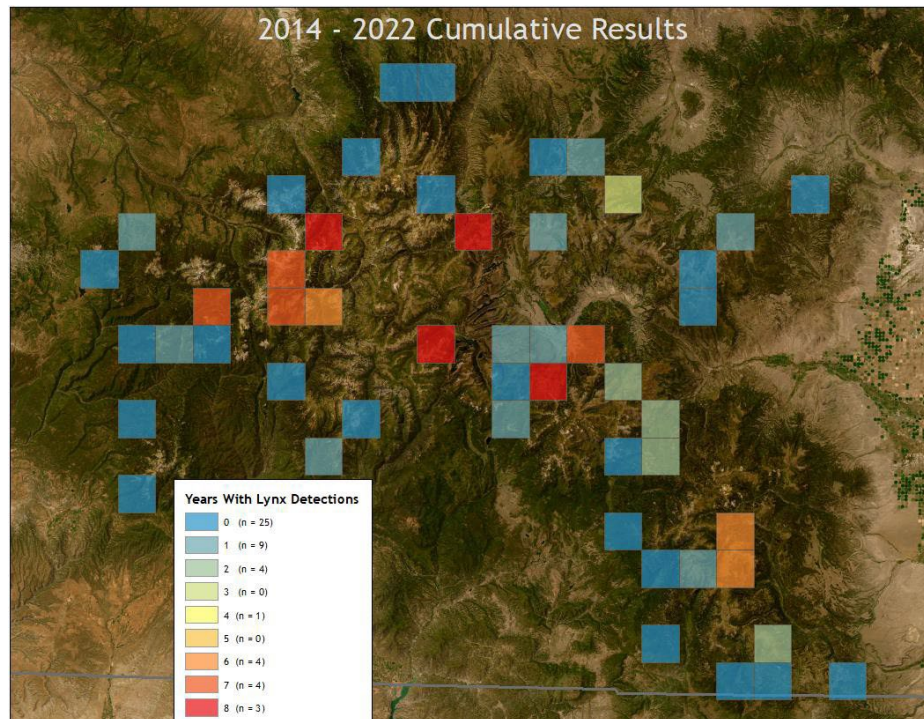 2014 - 2022 Cumulative Results
Years With Lynx Detections
0 (n = 25)
1 (n = 9)
2 (n = 4)
3 (n = 0)
4 (n = 1)
5 (n = 0)
6 (n = 4)
7 (n = 4)
8 (n = 3)